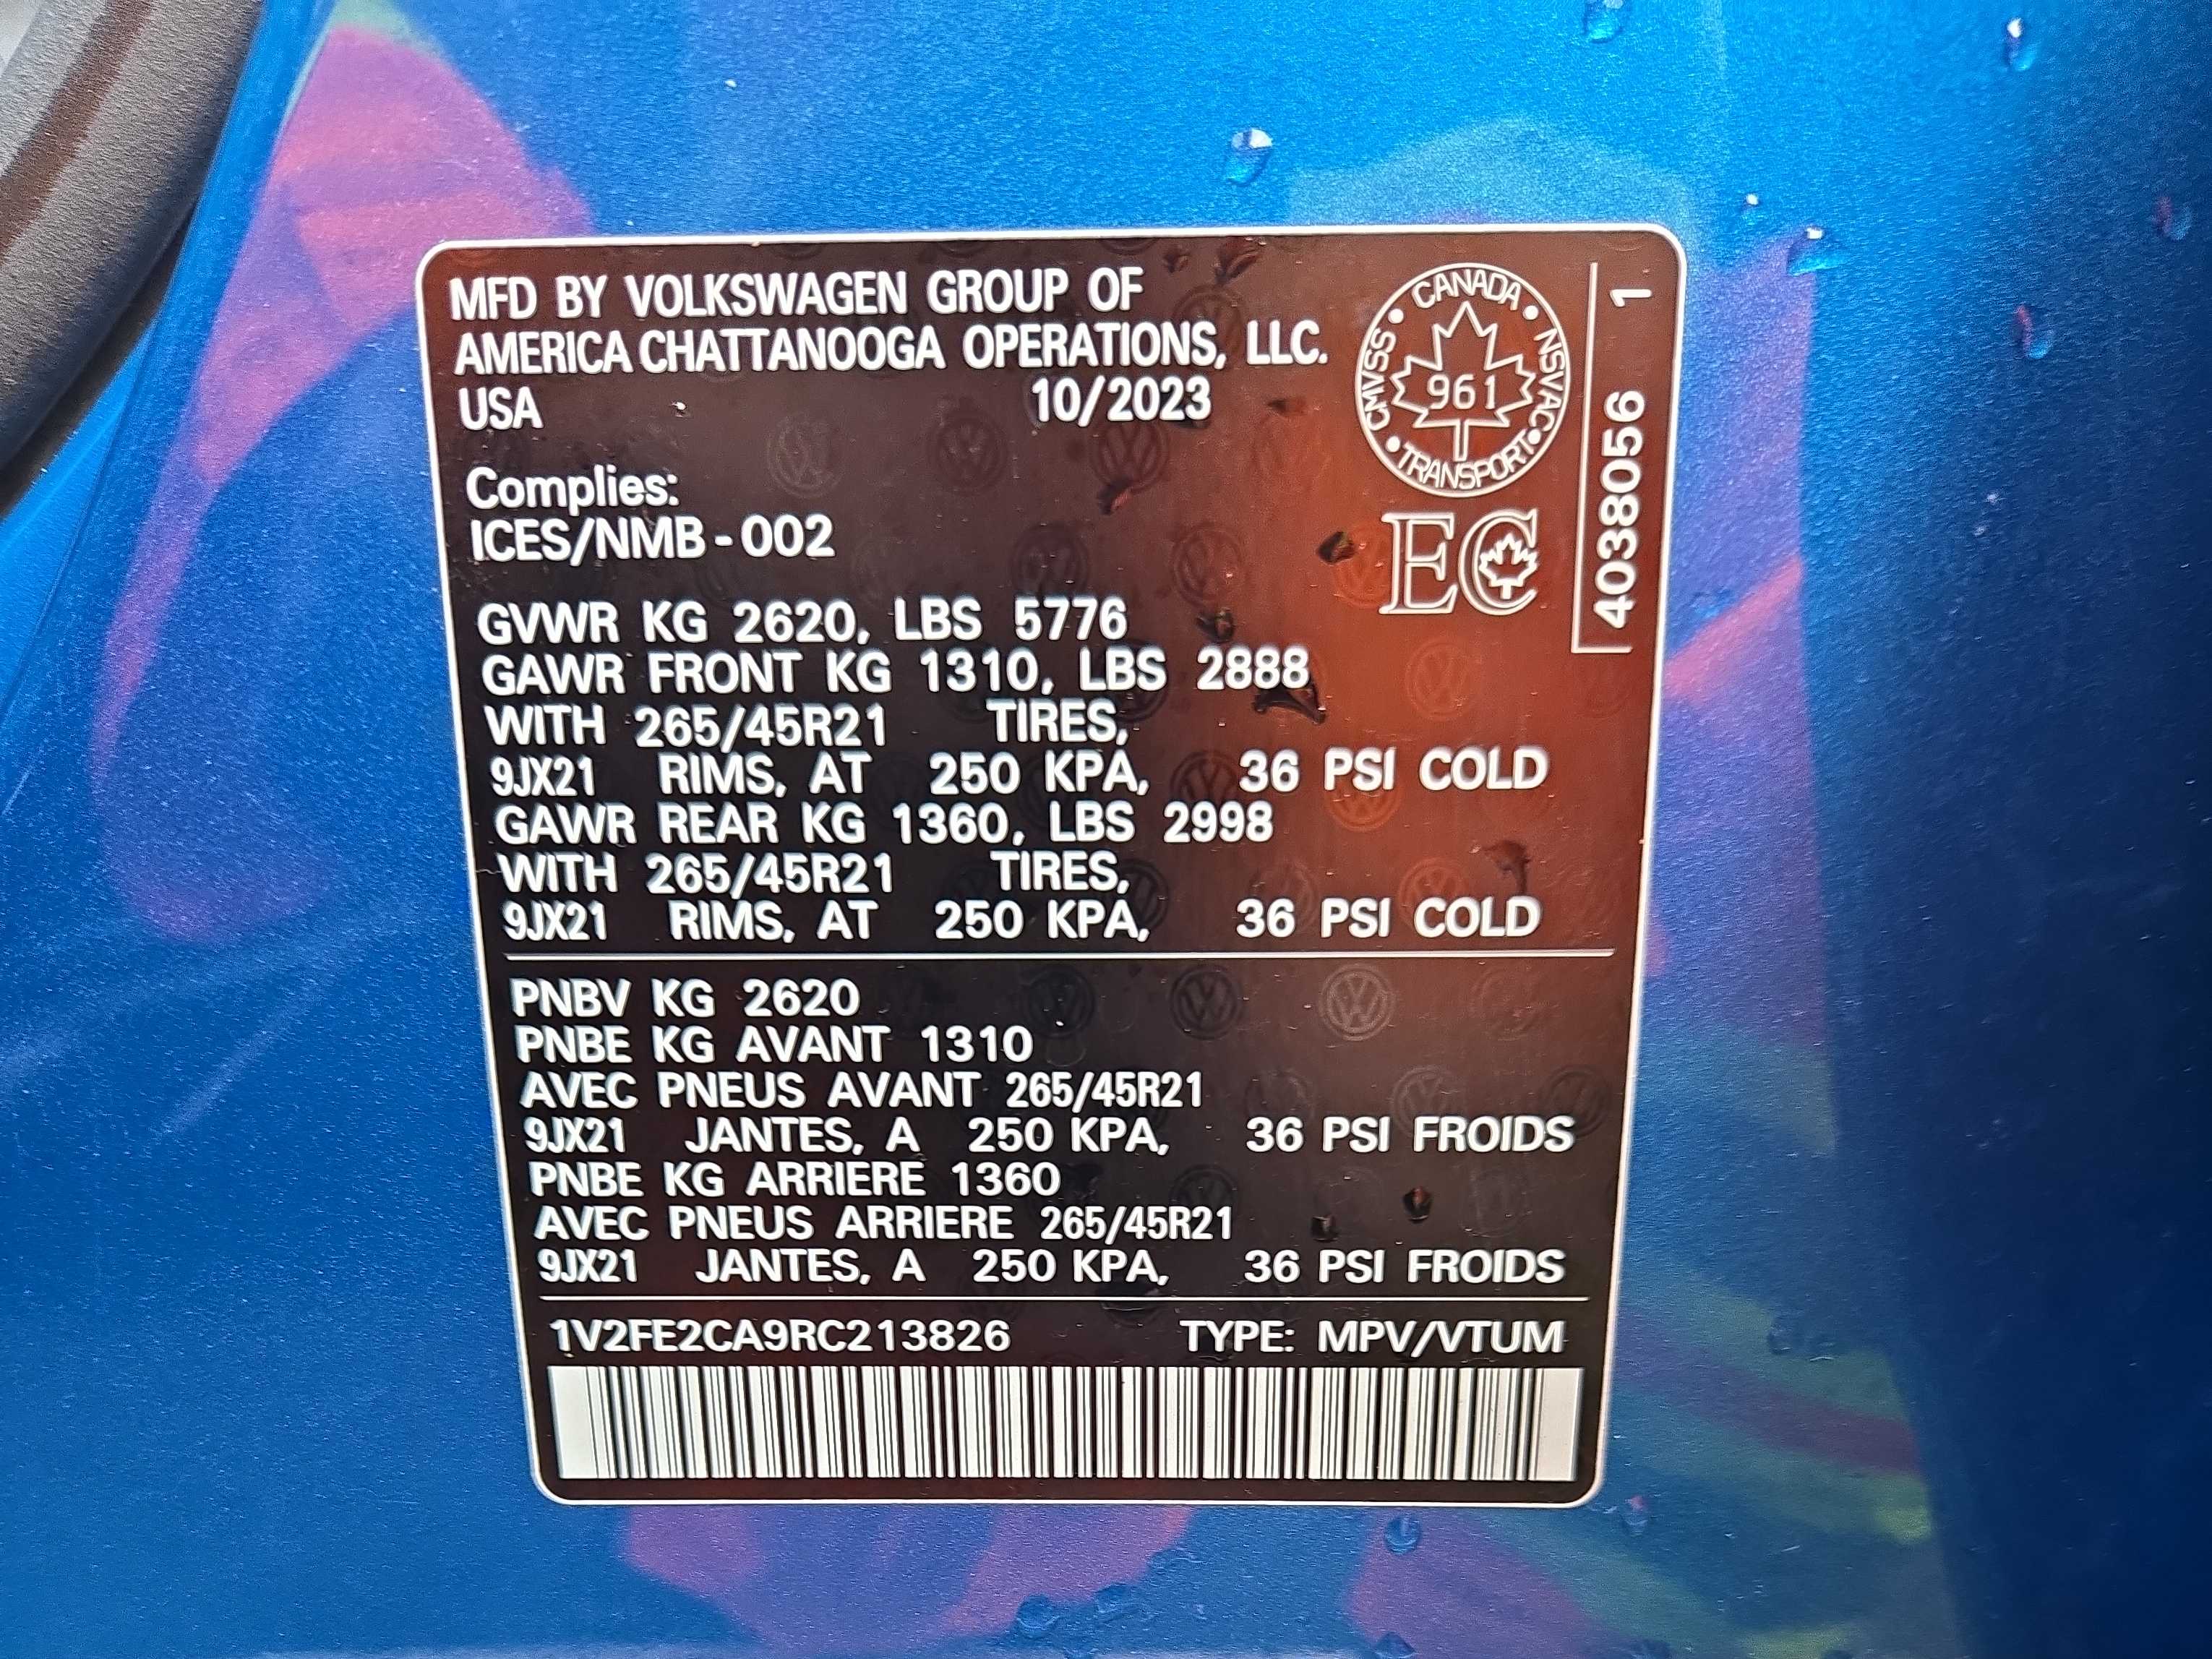 MFD BY VOLKSWAGEN GROUP OF
AMERICA CHATTANOOGA OPERATIONS, LLC.
USA 10/2023
CANADA
NSVAC
TRANSPORT
CMVSS
961
EC
4038056 1
Complies:
ICES/NMB-002
GVWR KG 2620, LBS 5776
GAWR FRONT KG 1310, LBS 2888
WITH 265/45R21 TIRES,
9JX21 RIMS, AT 250 KPA, 36 PSI COLD
GAWR REAR KG 1360, LBS 2998
WITH 265/45R21 TIRES,
9JX21 RIMS, AT 250 KPA, 36 PSI COLD
PNBV KG 2620
PNBE KG AVANT 1310
AVEC PNEUS AVANT 265/45R21
9JX21 JANTES, A 250 KPA, 36 PSI FROIDS
PNBE KG ARRIERE 1360
AVEC PNEUS ARRIERE 265/45R21
9JX21 JANTES, A 250 KPA, 36 PSI FROIDS
1V2FE2CA9RC213826 TYPE: MPV/VTUM